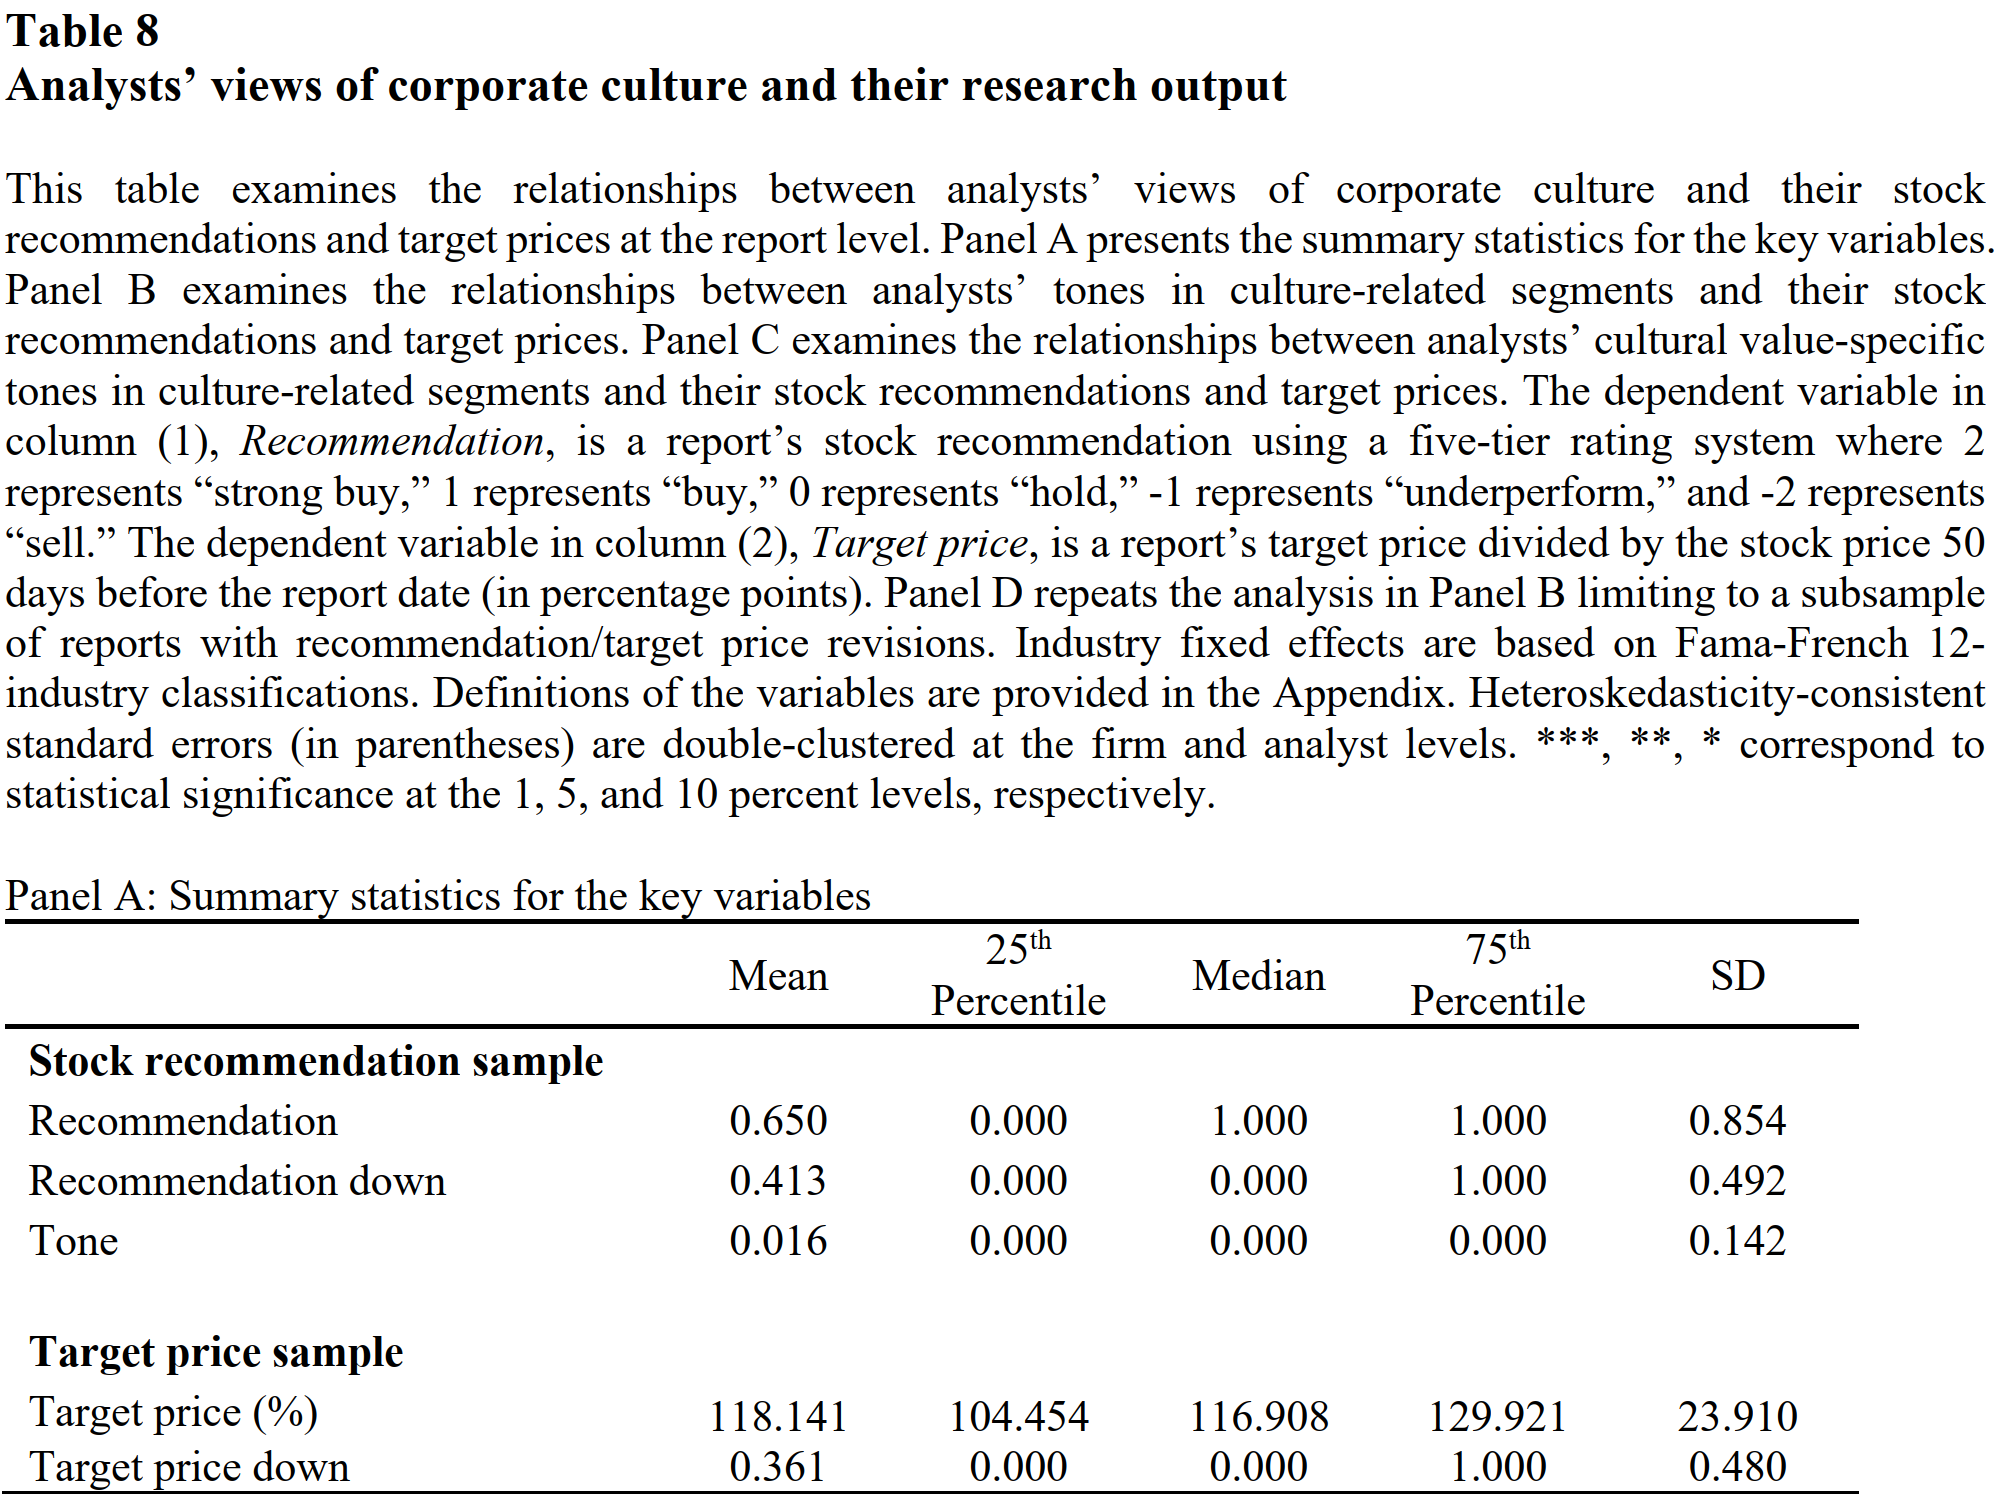 Table 8
Analysts’ views of corporate culture and their research output
This table examines the relationships between analysts’ views of corporate culture and their stock
recommendations and target prices at the report level. Panel A presents the summary statistics for the key variables.
Panel B examines the relationships between analysts’ tones in culture-related segments and their stock
recommendations and target prices. Panel C examines the relationships between analysts’ cultural value-specific
tones in culture-related segments and their stock recommendations and target prices. The dependent variable in
column (1), Recommendation, is a report’s stock recommendation using a five-tier rating system where 2
represents “strong buy,” 1 represents “buy,” 0 represents “hold,” -1 represents “underperform,” and -2 represents
“sell.” The dependent variable in column (2), Target price, is a report’s target price divided by the stock price 50
days before the report date (in percentage points). Panel D repeats the analysis in Panel B limiting to a subsample
of reports with recommendation/target price revisions. Industry fixed effects are based on Fama-French 12-
industry classifications. Definitions of the variables are provided in the Appendix. Heteroskedasticity-consistent
standard errors (in parentheses) are double-clustered at the firm and analyst levels. ***, **, * correspond to
statistical significance at the 1, 5, and 10 percent levels, respectively.
Panel A: Summary statistics for the key variables
Mean 25th Percentile Median 75th Percentile SD
Stock recommendation sample
Recommendation 0.650 0.000 1.000 1.000 0.854
Recommendation down 0.413 0.000 0.000 1.000 0.492
Tone 0.016 0.000 0.000 0.000 0.142
Target price sample
Target price (%) 118.141 104.454 116.908 129.921 23.910
Target price down 0.361 0.000 0.000 1.000 0.480